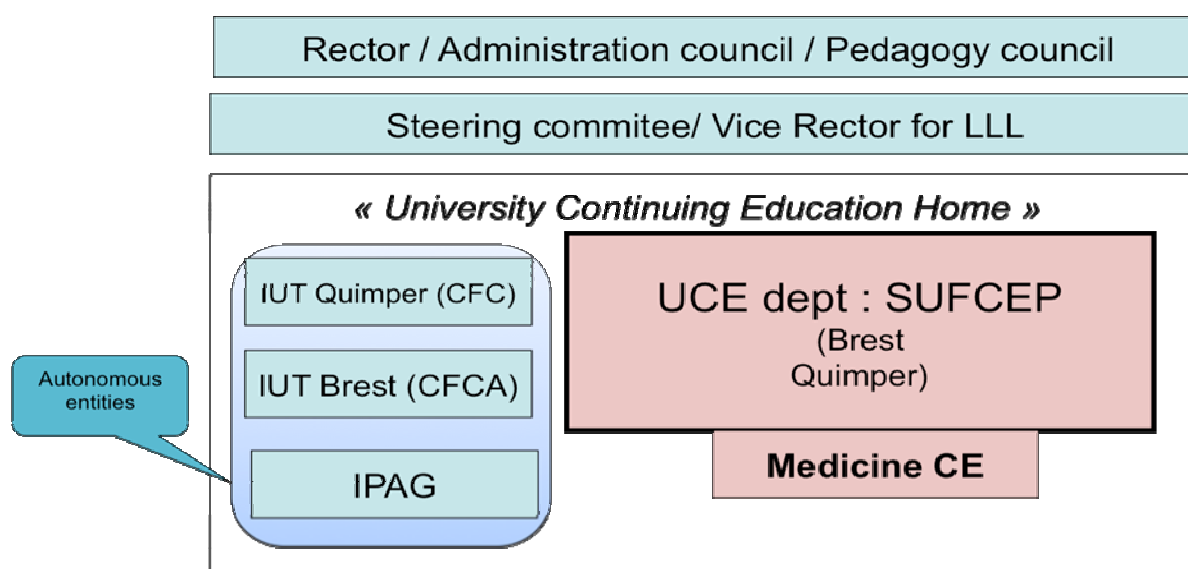 Rector / Administration council / Pedagogy council
Steering commitee/ Vice Rector for LLL
« University Continuing Education Home »
IUT Quimper (CFC)
IUT Brest (CFCA)
IPAG
Autonomous
entities
UCE dept : SUFCEP
(Brest
Quimper)
Medicine CE